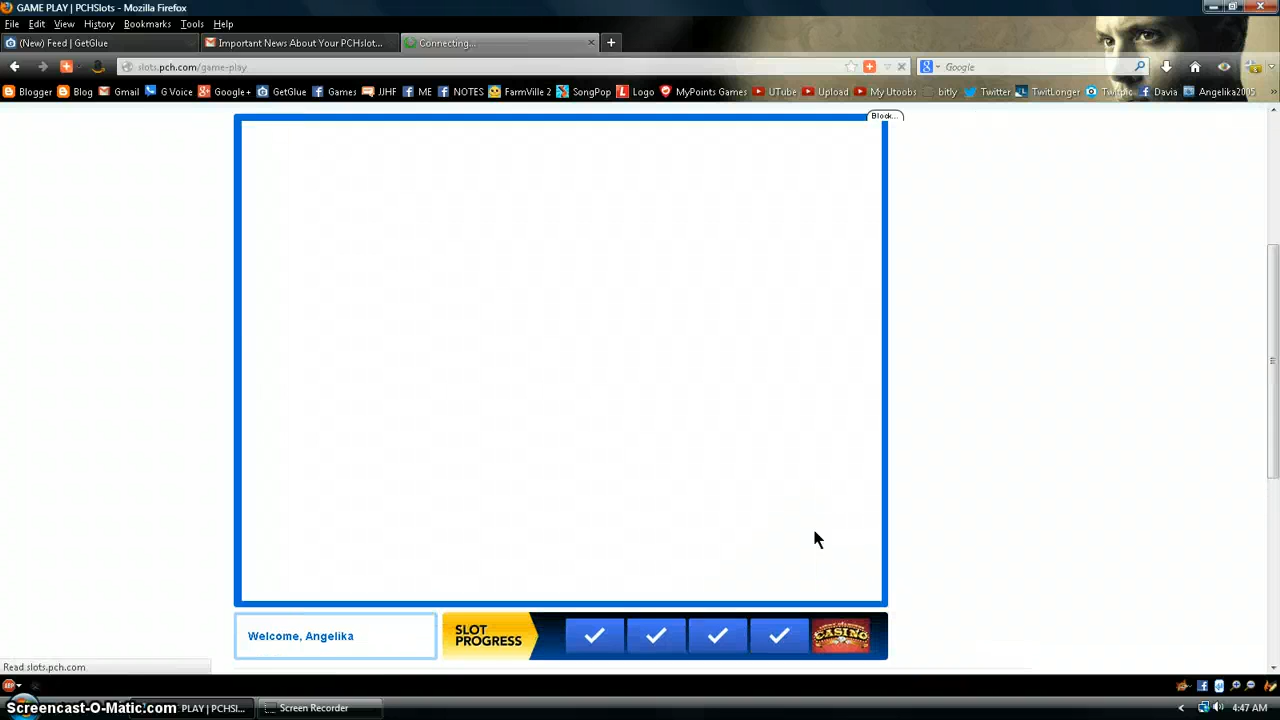 GAME PLAY | PCHSlots - Mozilla Firefox
File Edit View History Bookmarks Tools Help
(New) Feed | GetGlue
Important News About Your PCHslot...
Connecting...
slots.pch.com/game-play
Google
Blogger Blog Gmail G Voice Google+ GetGlue Games JJHF ME NOTES FarmVille 2 SongPop Logo MyPoints Games UTube Upload My Utoobs bitly Twitter TwitLonger Twitpic Davia Angelika2005
Block...
Welcome, Angelika
SLOT
PROGRESS
CASINO
Read slots.pch.com
ABP
Screencast-O-Matic.com
PLAY | PCHSl...
Screen Recorder
4:47 AM